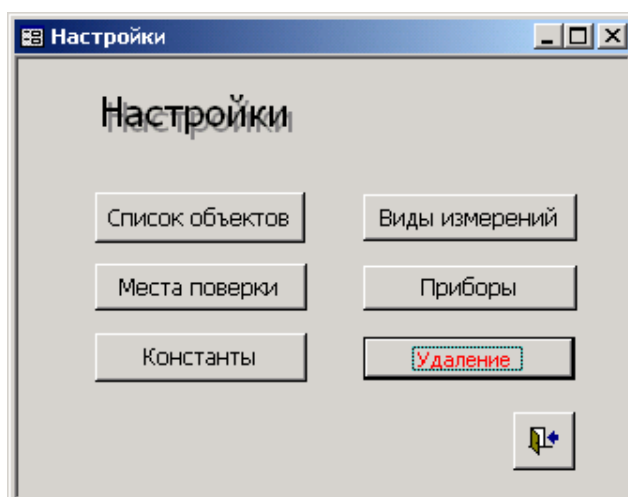 Настройки
Настройки
Список объектов
Виды измерений
Места поверки
Приборы
Константы
Удаление